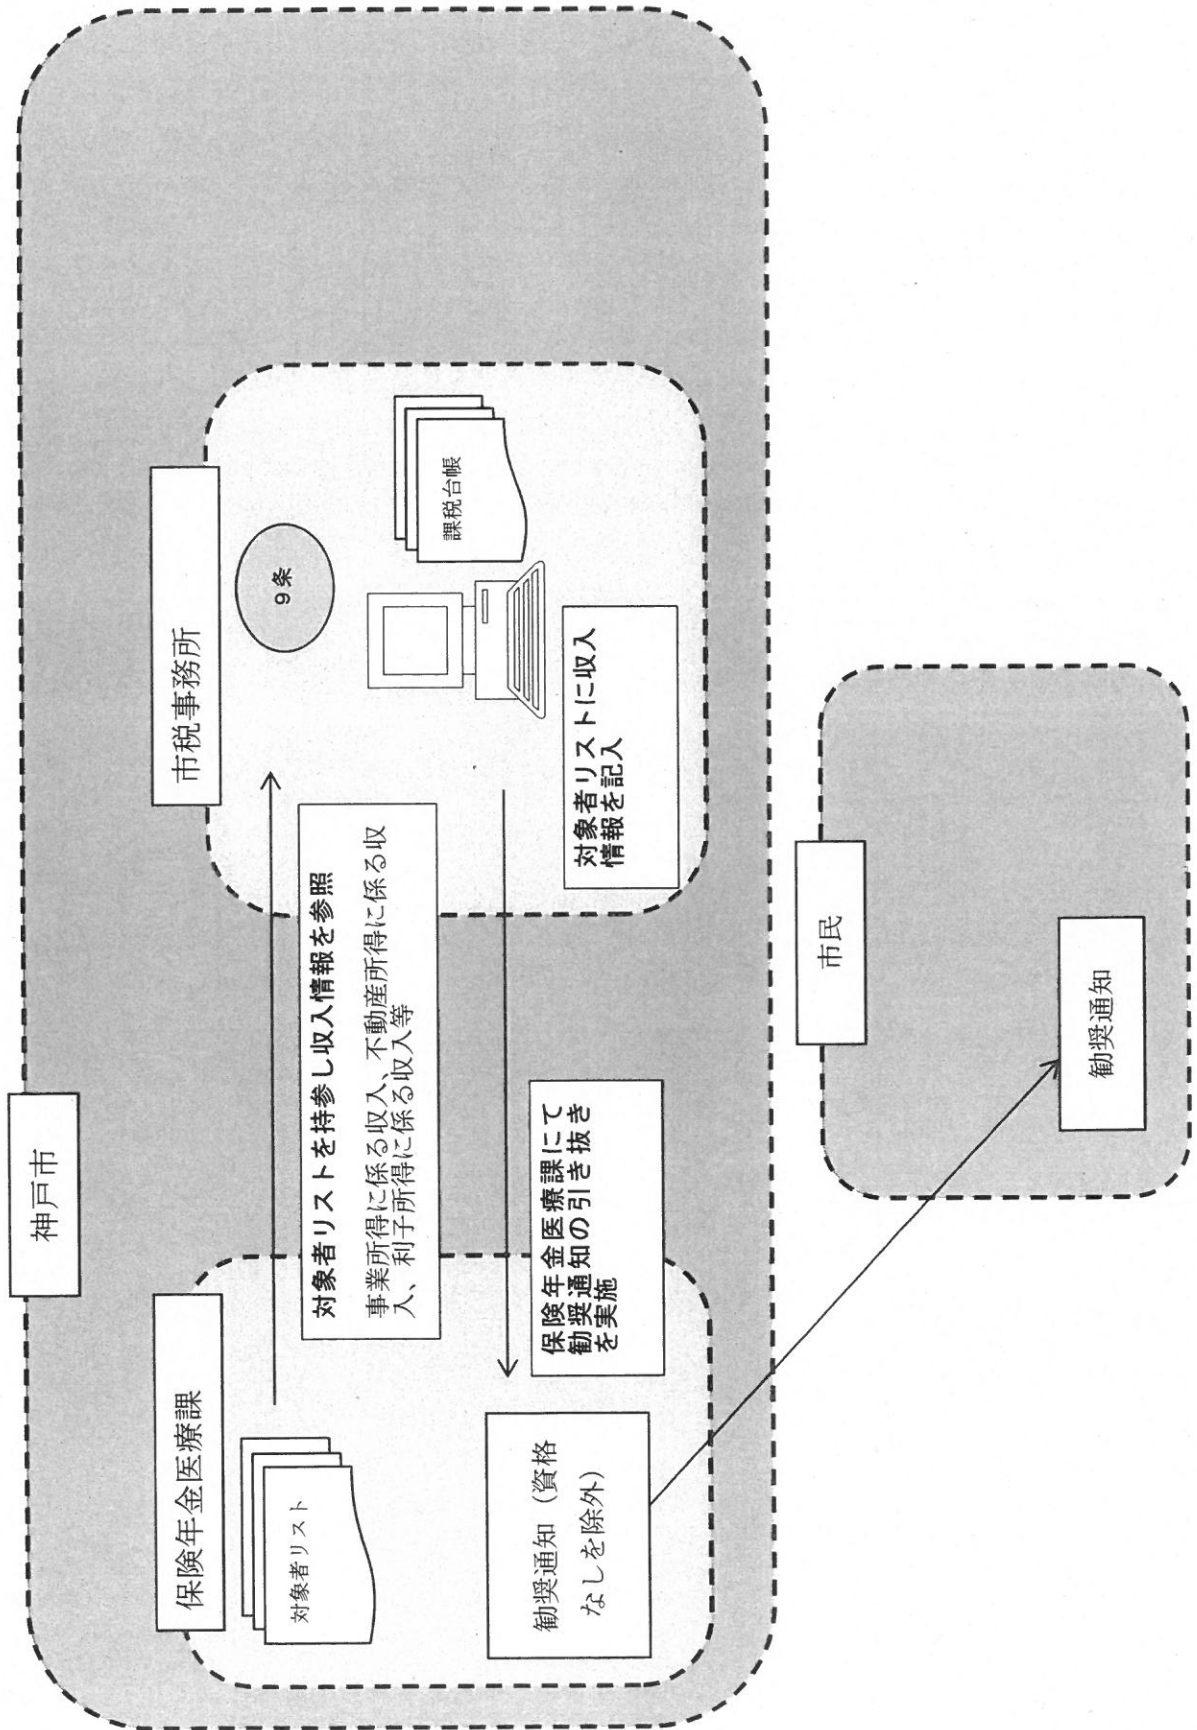 神戸市
保険年金医療課
対象者リスト
勧奨通知（資格
なしを除外）
対象者リストを持参し収入情報を参照
事業所得に係る収入、不動産所得に係る収
入、利子所得に係る収入等
保険年金医療課にて
勧奨通知の引き抜き
を実施
市税事務所
9条
課税台帳
対象者リストに収入
情報を記入
市民
勧奨通知